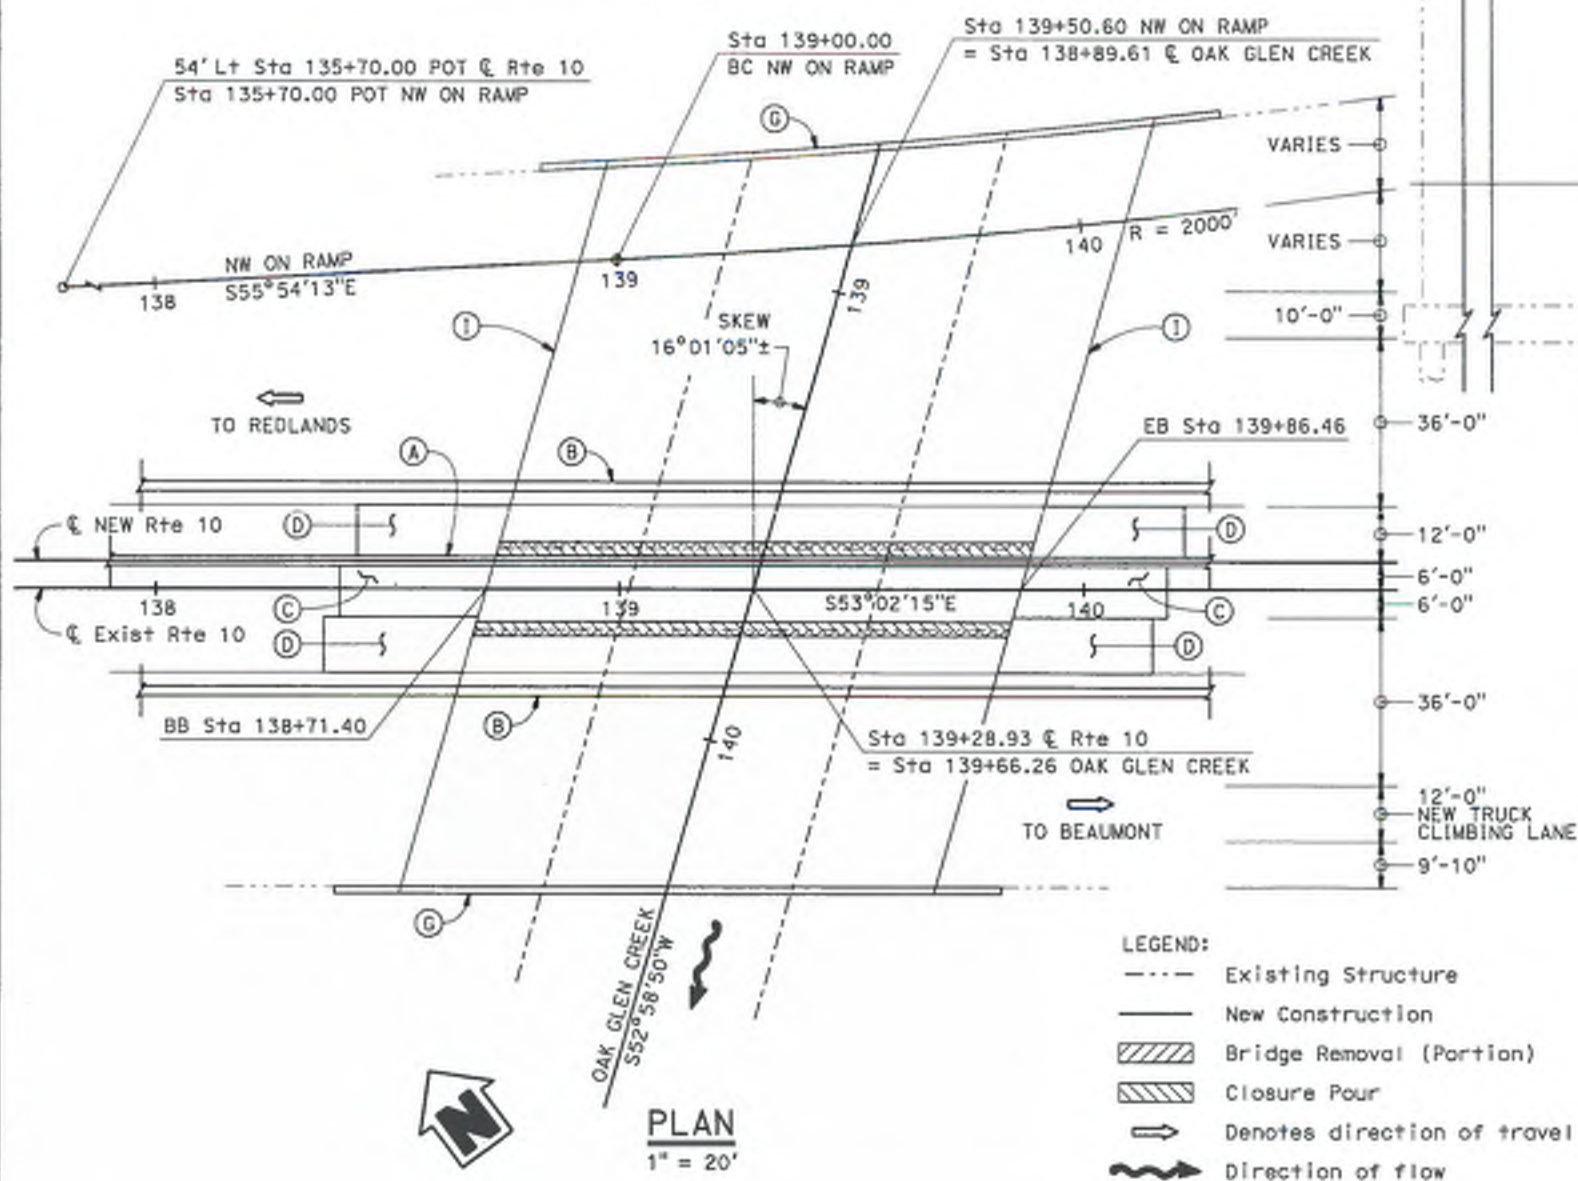 54' Lt Sta 135+70.00 POT ℄ Rte 10
Sta 135+70.00 POT NW ON RAMP
Sta 139+00.00
BC NW ON RAMP
Sta 139+50.60 NW ON RAMP
= Sta 138+89.61 ℄ OAK GLEN CREEK
G
VARIES
NW ON RAMP
S55°54'13"E
138
139
140
R = 2000'
VARIES
139
I
SKEW
16°01'05"±
I
10'-0"
TO REDLANDS
36'-0"
EB Sta 139+86.46
A
B
℄ NEW Rte 10
D
D
12'-0"
6'-0"
138
C
139
S53°02'15"E
140
C
6'-0"
℄ Exist Rte 10
D
D
BB Sta 138+71.40
B
140
36'-0"
Sta 139+28.93 ℄ Rte 10
= Sta 139+66.26 OAK GLEN CREEK
TO BEAUMONT
12'-0"
NEW TRUCK
CLIMBING LANE
9'-10"
G
OAK GLEN CREEK
S52°58'50"W
N
PLAN
1" = 20'
LEGEND:
Existing Structure
New Construction
Bridge Removal (Portion)
Closure Pour
Denotes direction of travel
Direction of flow